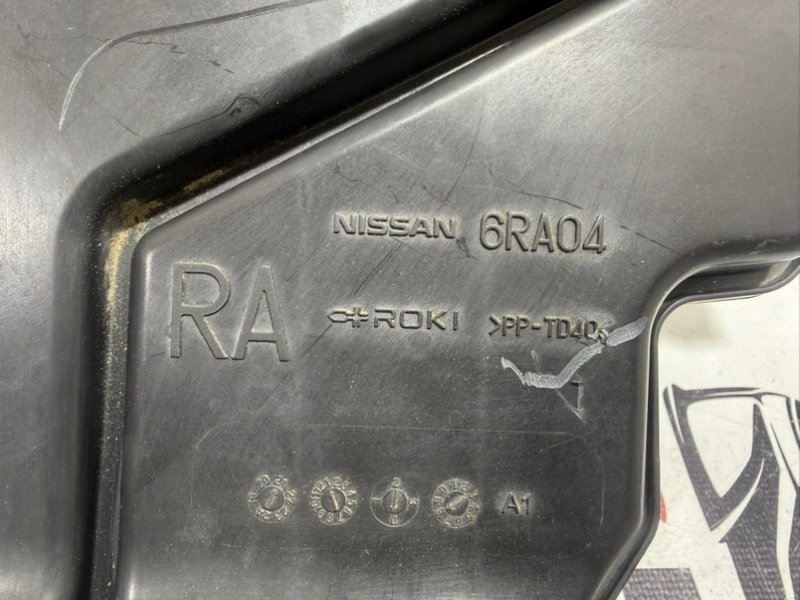 NISSAN 6RA04
RA
ROKI >PP-TD40<
A1